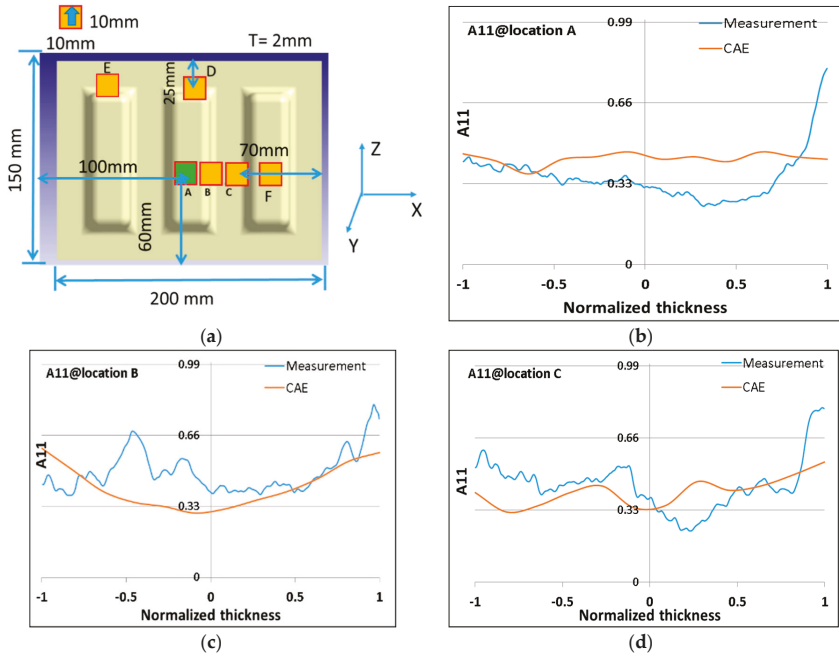 10mm
10mm
T= 2mm
E
D
25mm
150 mm
100mm
70mm
A
B
C
F
60mm
Z
X
Y
200 mm
(a)
A11@location A
0.99
Measurement
CAE
0.66
A11
0.33
0
-1
-0.5
0
0.5
1
Normalized thickness
(b)
A11@location B
0.99
Measurement
CAE
0.66
A11
0.33
0
-1
-0.5
0
0.5
1
Normalized thickness
(c)
A11@location C
0.99
Measurement
CAE
0.66
A11
0.33
0
-1
-0.5
0
0.5
1
Normalized thickness
(d)